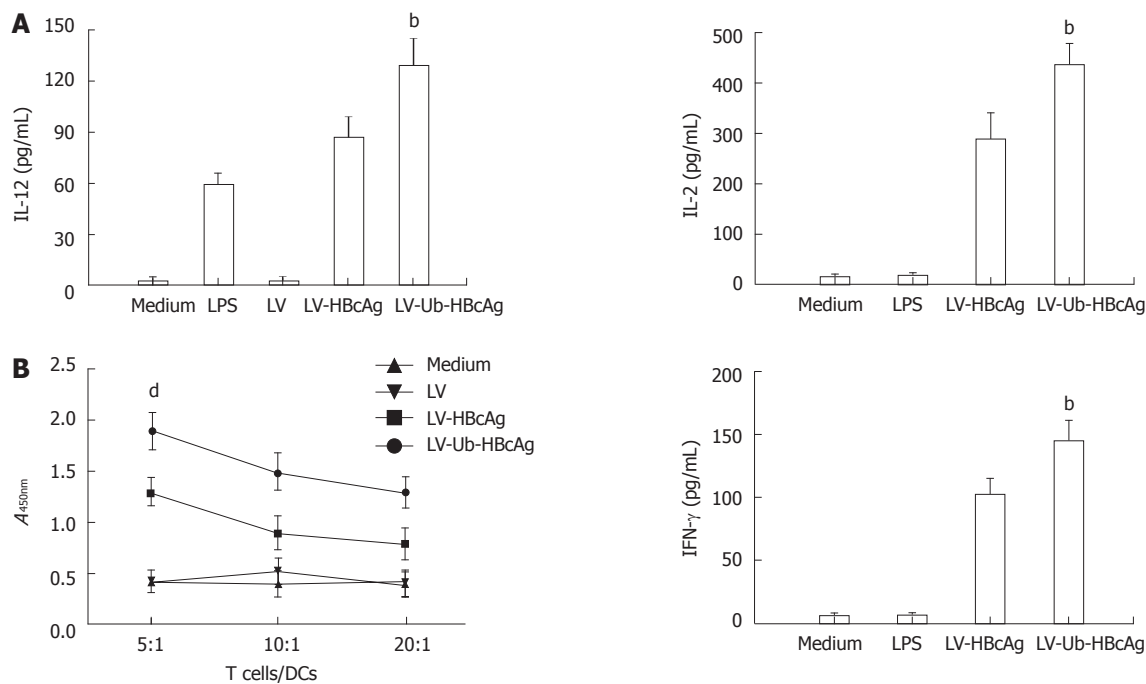 A
IL-12 (pg/mL)
150
120
90
60
30
0
b
Medium LPS LV LV-HBcAg LV-Ub-HBcAg
IL-2 (pg/mL)
500
400
300
200
100
0
b
Medium LPS LV-HBcAg LV-Ub-HBcAg
B
A450nm
2.5
2.0
1.5
1.0
0.5
0.0
d
Medium
LV
LV-HBcAg
LV-Ub-HBcAg
5:1 10:1 20:1
T cells/DCs
IFN-γ (pg/mL)
200
150
100
50
0
b
Medium LPS LV-HBcAg LV-Ub-HBcAg